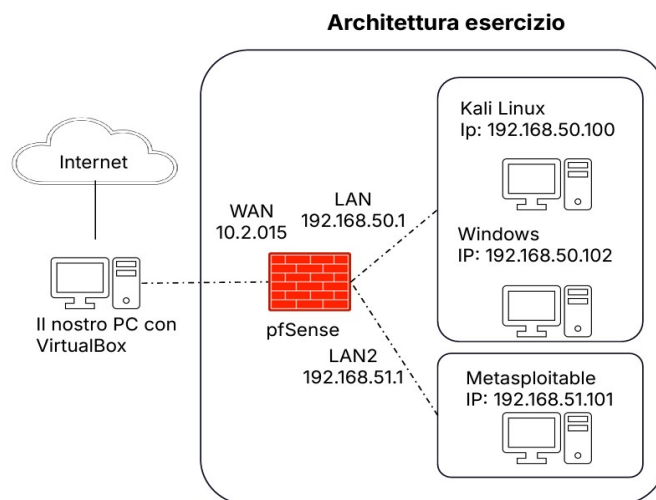 Architettura esercizio
Internet
Il nostro PC con
VirtualBox
WAN
10.2.015
LAN
192.168.50.1
pfSense
LAN2
192.168.51.1
Kali Linux
Ip: 192.168.50.100
Windows
IP: 192.168.50.102
Metasploitable
IP: 192.168.51.101